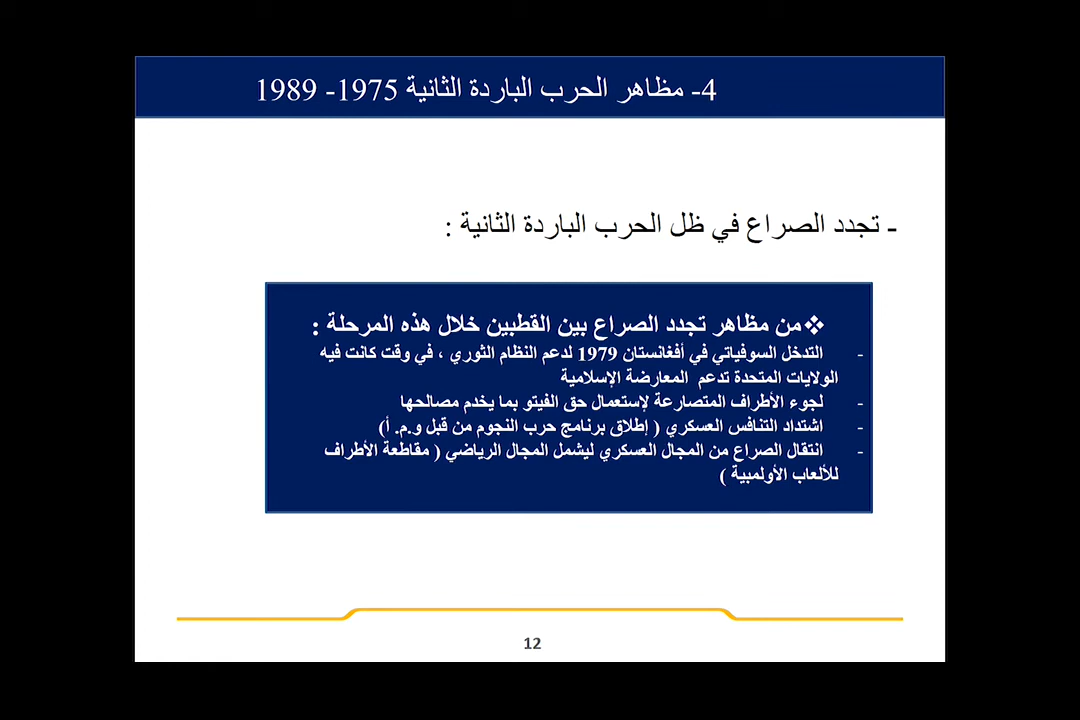 4- مظاهر الحرب الباردة الثانية 1975- 1989
- تجدد الصراع في ظل الحرب الباردة الثانية :
❖من مظاهر تجدد الصراع بين القطبين خلال هذه المرحلة :
- التدخل السوفياتي في أفغانستان 1979 لدعم النظام الثوري ، في وقت كانت فيه
الولايات المتحدة تدعم المعارضة الإسلامية
- لجوء الأطراف المتصارعة لإستعمال حق الفيتو بما يخدم مصالحها
- اشتداد التنافس العسكري ( إطلاق برنامج حرب النجوم من قبل و.م. أ)
- انتقال الصراع من المجال العسكري ليشمل المجال الرياضي ( مقاطعة الأطراف
للألعاب الأولمبية )
12